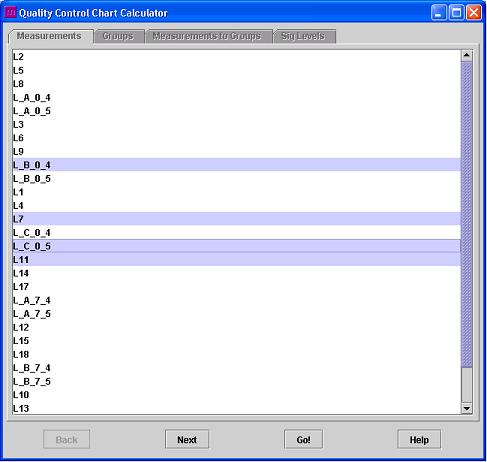 Quality Control Chart Calculator
Measurements Groups Measurements to Groups Sig Levels
L2
L5
L8
L_A_0_4
L_A_0_5
L3
L6
L9
L_B_0_4
L_B_0_5
L1
L4
L7
L_C_0_4
L_C_0_5
L11
L14
L17
L_A_7_4
L_A_7_5
L12
L15
L18
L_B_7_4
L_B_7_5
L10
L13
Back Next Go! Help